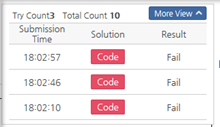 Try Count3 Total Count 10 More View
Submission Time Solution Result
18:02:57 Code Fail
18:02:46 Code Fail
18:02:10 Code Fail